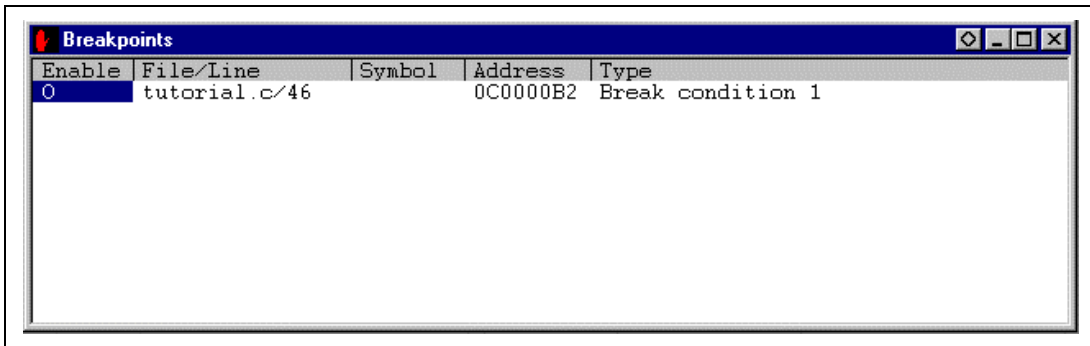 Breakpoints
Enable File/Line Symbol Address Type
O tutorial.c/46 0C0000B2 Break condition 1